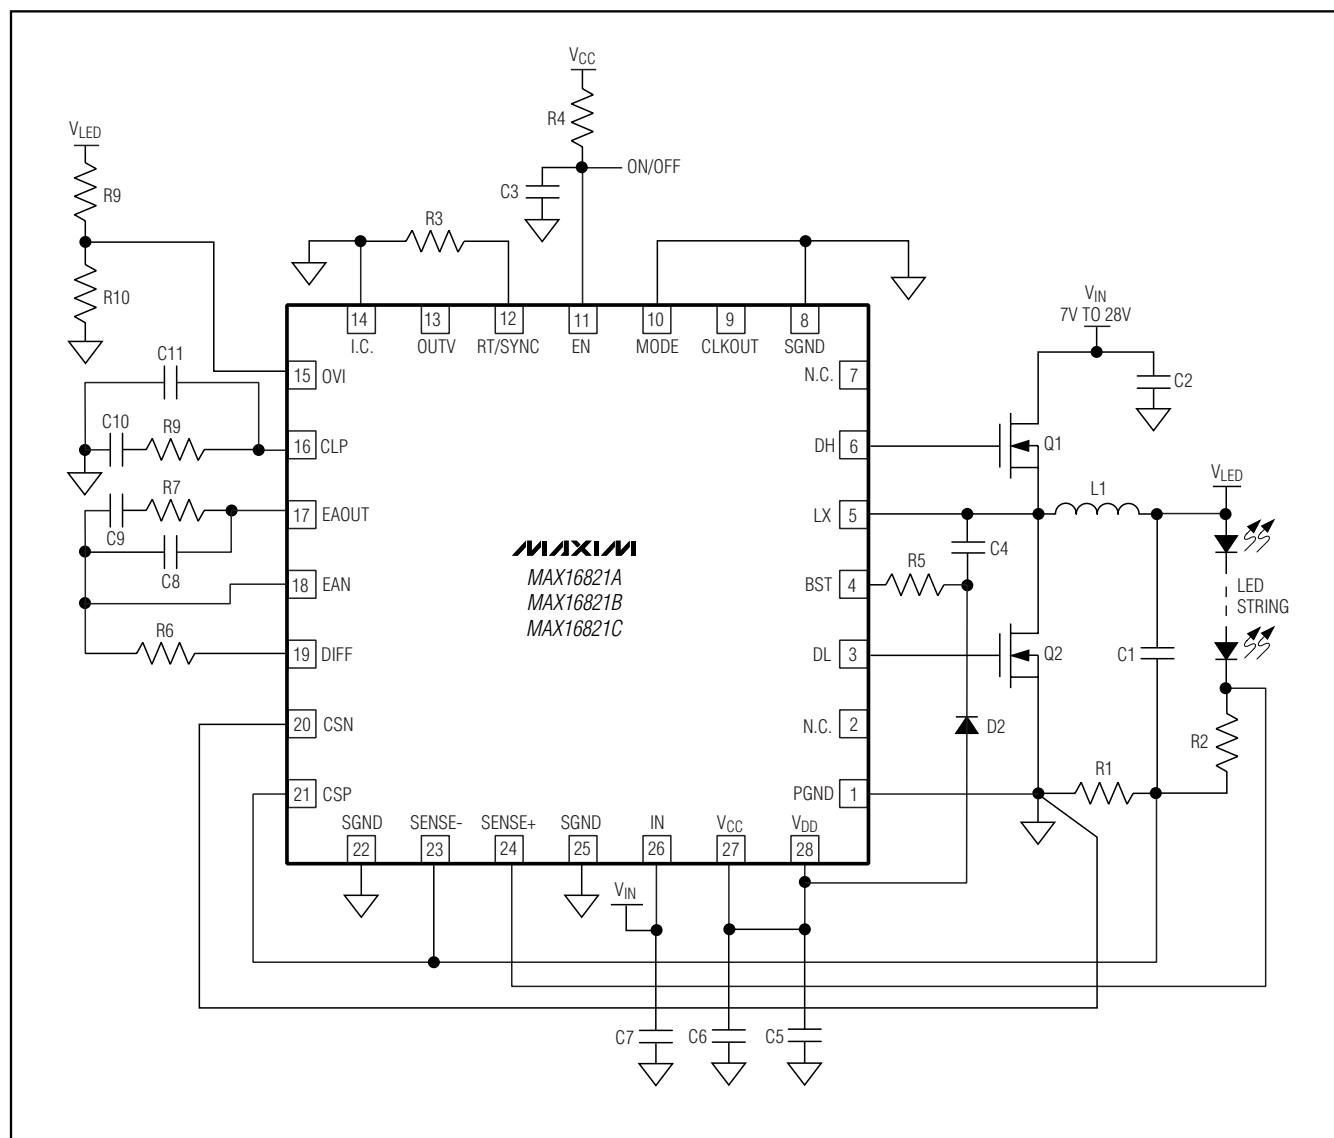 VCC
R4
ON/OFF
C3
VLED
R9
R10
R3
14 13 12 11 10 9 8
I.C. OUTV RT/SYNC EN MODE CLKOUT SGND
VIN
7V TO 28V
C2
C11
15 OVI
N.C. 7
C10 R9
16 CLP
DH 6
Q1
R7
C9
C8
17 EAOUT
LX 5
L1
VLED
C4
MAXIM
MAX16821A
MAX16821B
MAX16821C
18 EAN
BST 4
R5
LED
STRING
R6
19 DIFF
DL 3
Q2
C1
20 CSN
N.C. 2
D2
R2
21 CSP
PGND 1
R1
SGND SENSE- SENSE+ SGND IN VCC VDD
22 23 24 25 26 27 28
VIN
C7
C6
C5